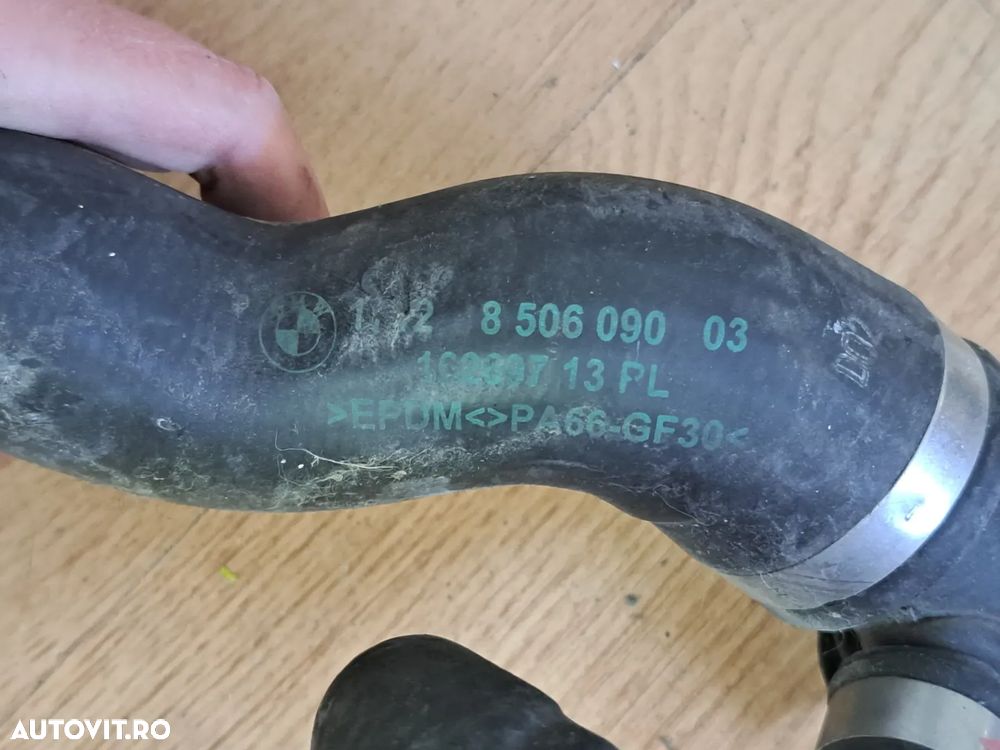 8 506 090 03
13 PL
>EPDM<>PA66-GF30<
AUTOVIT.RO